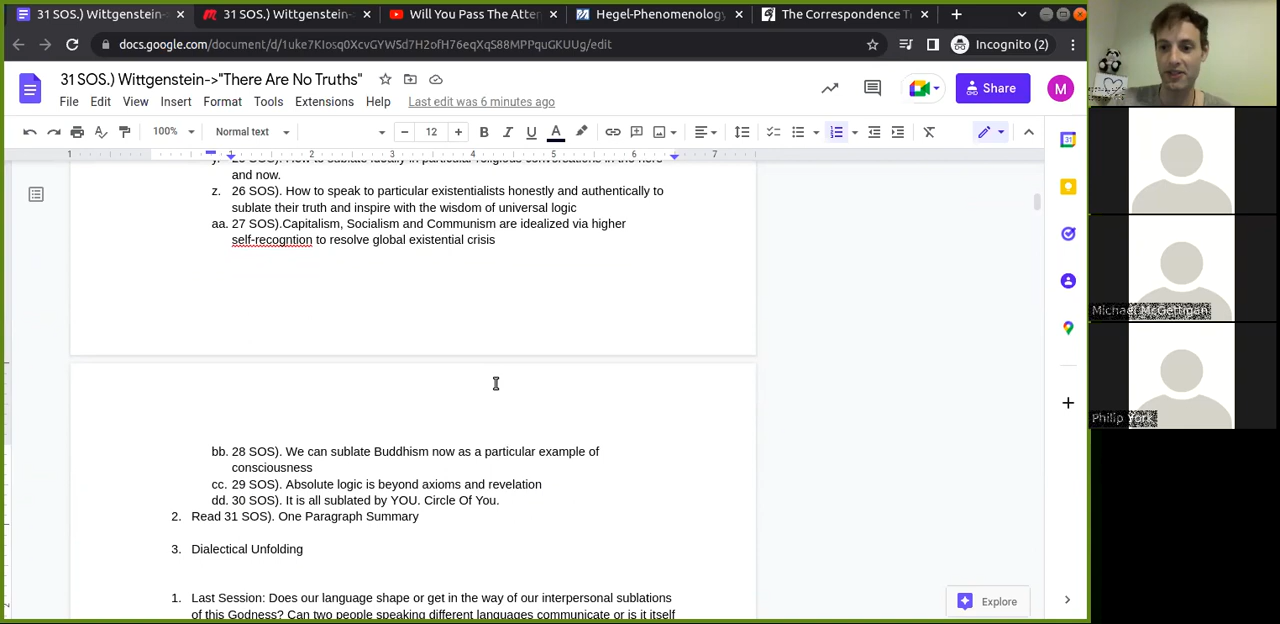 31 SOS.) Wittgenstein-
31 SOS.) Wittgenstein-
Will You Pass The Atter
Hegel-Phenomenology
The Correspondence T
docs.google.com/document/d/1uke7KIosq0XcvGYWSd7H2ofH76eqXqS88MPPquGKUUg/edit
Incognito (2)
31 SOS.) Wittgenstein->"There Are No Truths"
Share
M
File Edit View Insert Format Tools Extensions Help Last edit was 6 minutes ago
100% Normal text 12 B I U A
1 1 2 3 4 5 6 7
and now.
z. 26 SOS). How to speak to particular existentialists honestly and authentically to
sublate their truth and inspire with the wisdom of universal logic
aa. 27 SOS).Capitalism, Socialism and Communism are idealized via higher
self-recogntion to resolve global existential crisis
bb. 28 SOS). We can sublate Buddhism now as a particular example of
consciousness
cc. 29 SOS). Absolute logic is beyond axioms and revelation
dd. 30 SOS). It is all sublated by YOU. Circle Of You.
2. Read 31 SOS). One Paragraph Summary
3. Dialectical Unfolding
1. Last Session: Does our language shape or get in the way of our interpersonal sublations
of this Godness? Can two people speaking different languages communicate or is it itself
Explore
Michael McGettigan
Philip York